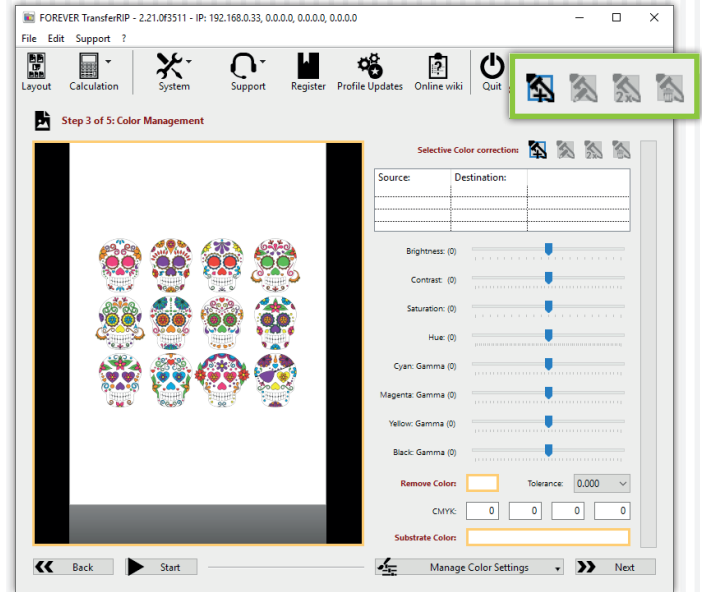 FOREVER TransferRIP - 2.21.0f3511 - IP: 192.168.0.33, 0.0.0.0, 0.0.0.0, 0.0.0.0
File Edit Support ?
Layout Calculation System Support Register Profile Updates Online wiki Quit
2x
Step 3 of 5: Color Management
Selective Color correction:
2x
Source: Destination:
Brightness: (0)
Contrast: (0)
Saturation: (0)
Hue: (0)
Cyan: Gamma (0)
Magenta: Gamma (0)
Yellow: Gamma (0)
Black: Gamma (0)
Remove Color: Tolerance: 0.000
CMYK: 0 0 0 0
Substrate Color:
Back Start Manage Color Settings Next